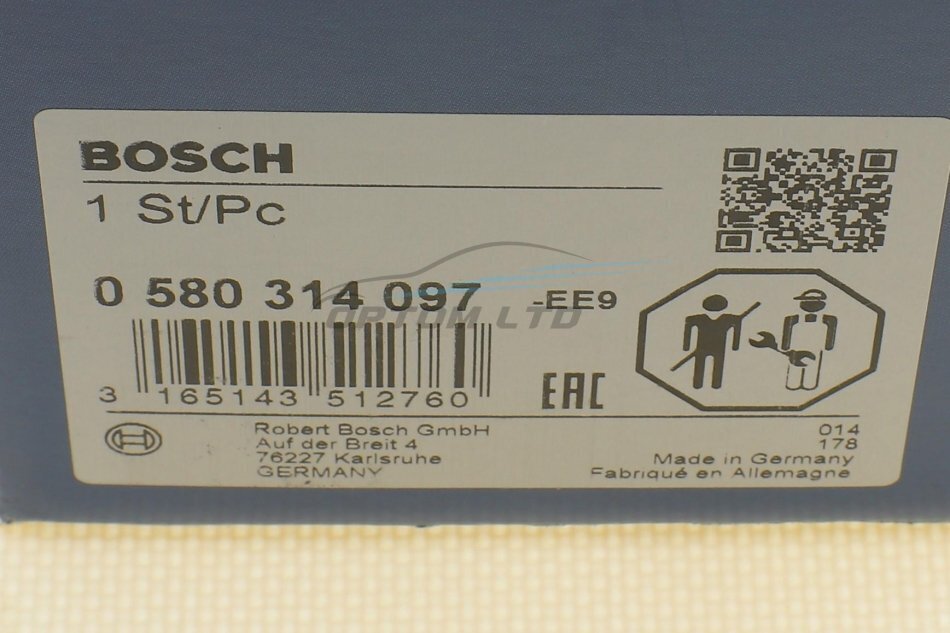 BOSCH
1 St/Pc
0 580 314 097 -EE9
OPTOM LTD
3 165143 512760
EAC
Robert Bosch GmbH
Auf der Breit 4
76227 Karlsruhe
GERMANY
014
178
Made in Germany
Fabriqué en Allemagne